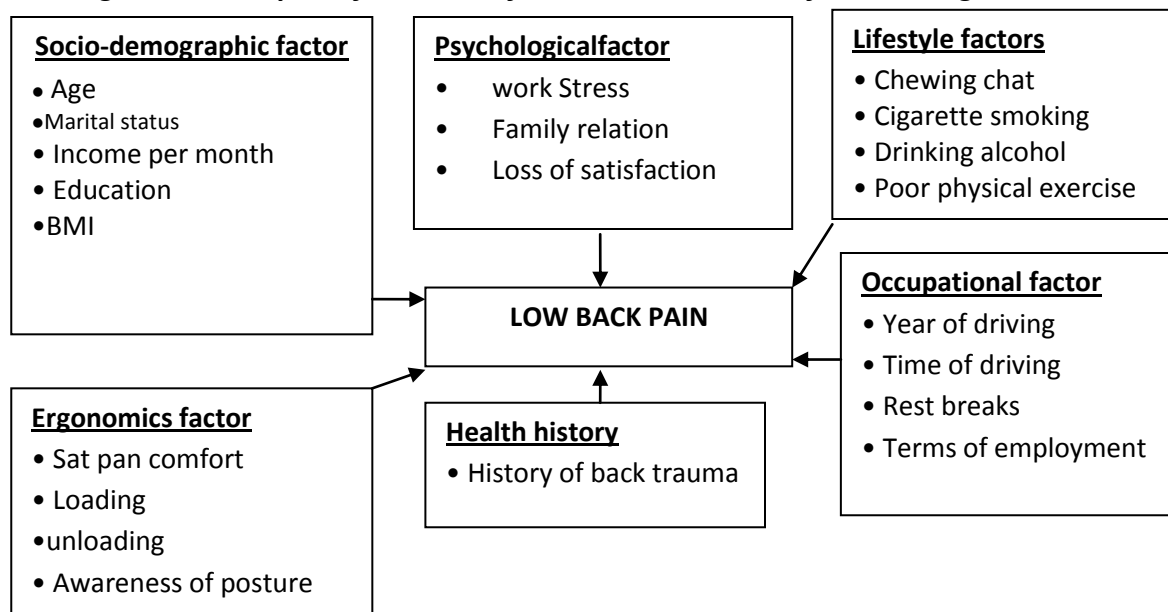 Socio-demographic factor
• Age
•Marital status
• Income per month
• Education
•BMI
Psychologicalfactor
• work Stress
• Family relation
• Loss of satisfaction
Lifestyle factors
• Chewing chat
• Cigarette smoking
• Drinking alcohol
• Poor physical exercise
LOW BACK PAIN
Occupational factor
• Year of driving
• Time of driving
• Rest breaks
• Terms of employment
Ergonomics factor
• Sat pan comfort
• Loading
•unloading
• Awareness of posture
Health history
• History of back trauma